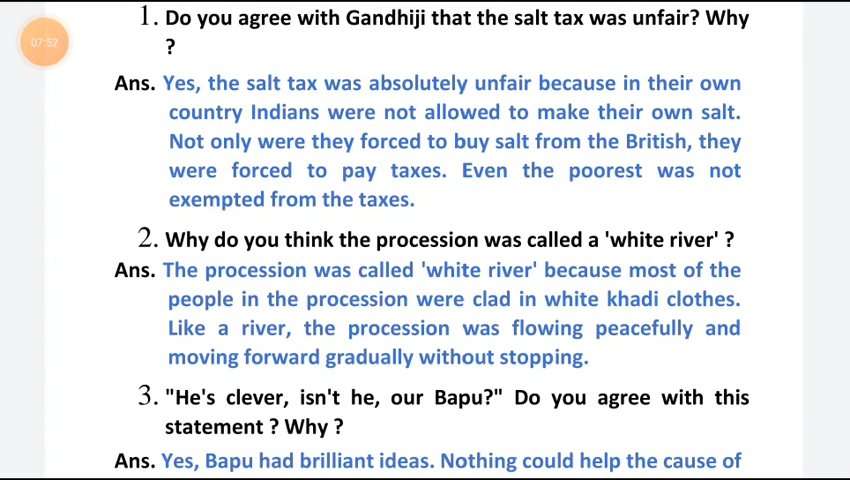 07:52
1. Do you agree with Gandhiji that the salt tax was unfair? Why
?
Ans. Yes, the salt tax was absolutely unfair because in their own
country Indians were not allowed to make their own salt.
Not only were they forced to buy salt from the British, they
were forced to pay taxes. Even the poorest was not
exempted from the taxes.
2. Why do you think the procession was called a 'white river' ?
Ans. The procession was called 'white river' because most of the
people in the procession were clad in white khadi clothes.
Like a river, the procession was flowing peacefully and
moving forward gradually without stopping.
3. "He's clever, isn't he, our Bapu?" Do you agree with this
statement ? Why ?
Ans. Yes, Bapu had brilliant ideas. Nothing could help the cause of